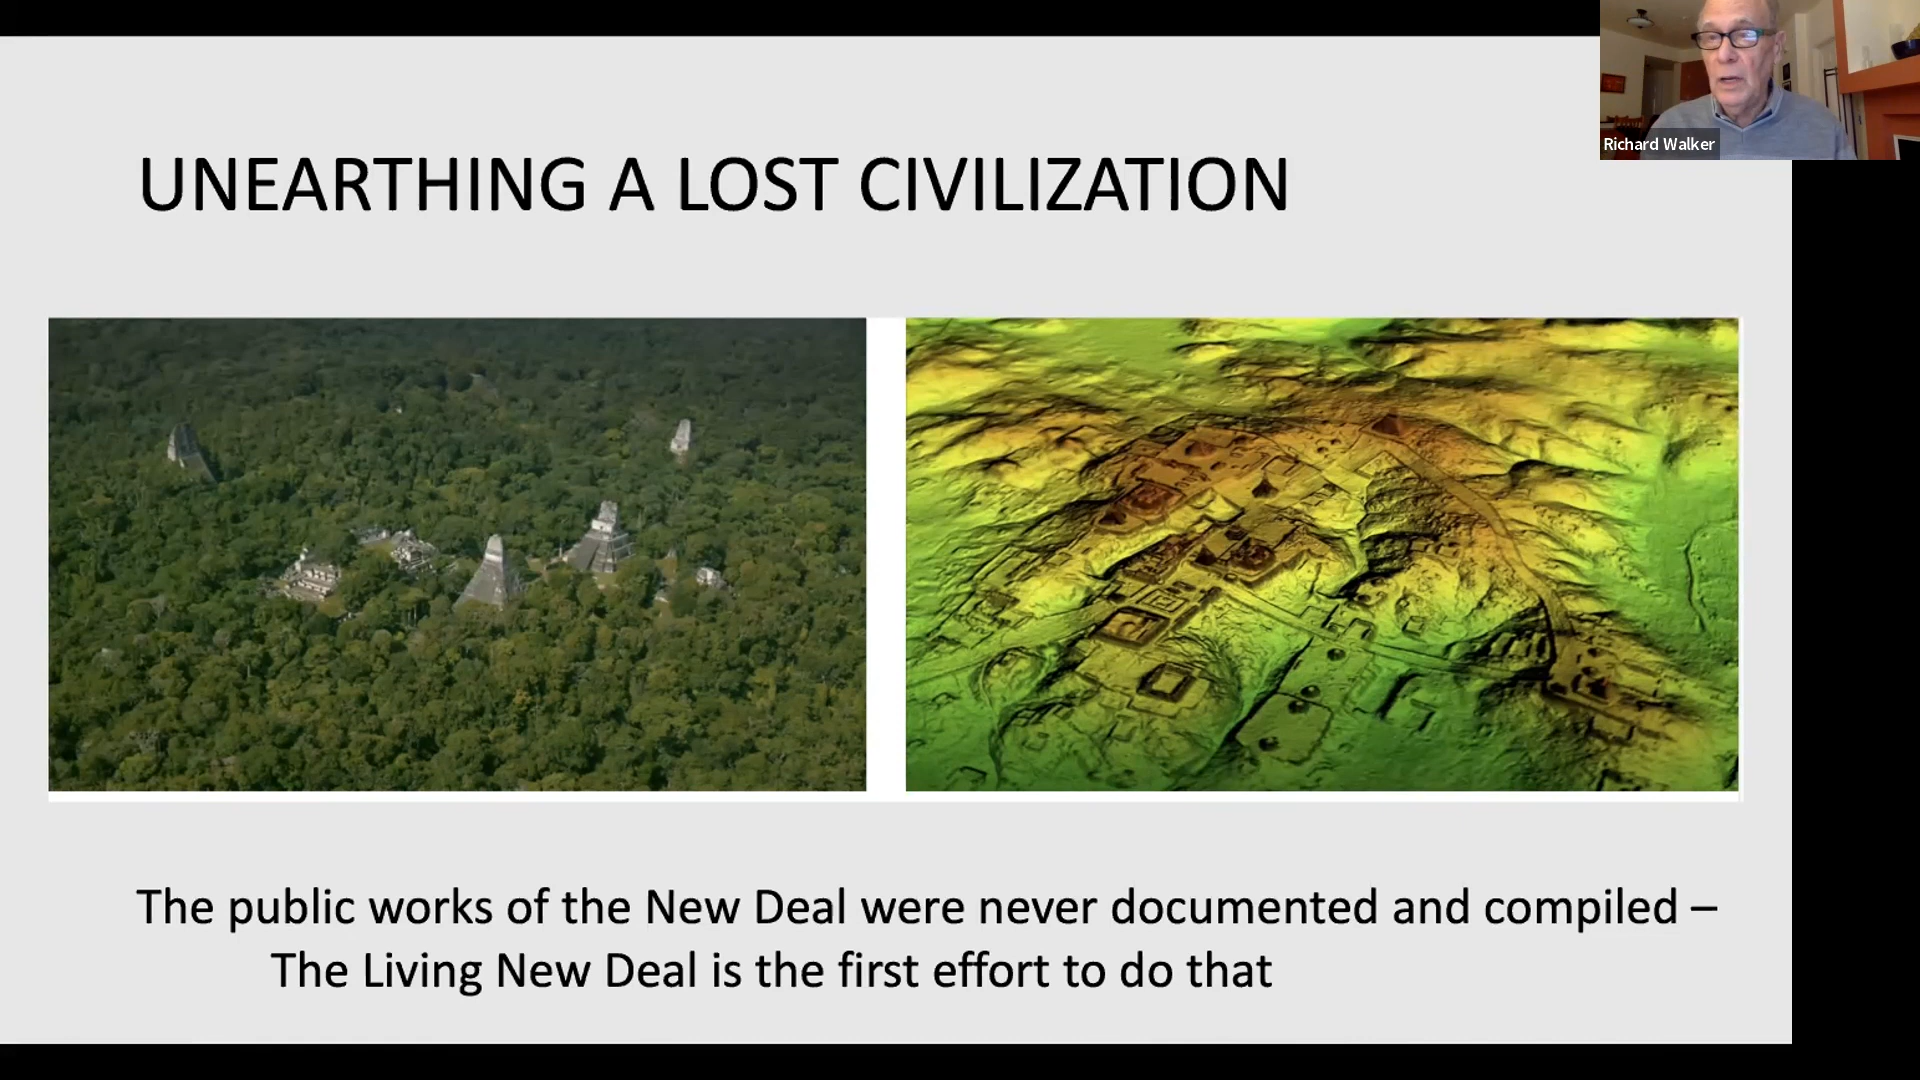 Richard Walker
UNEARTHING A LOST CIVILIZATION
The public works of the New Deal were never documented and compiled –
The Living New Deal is the first effort to do that